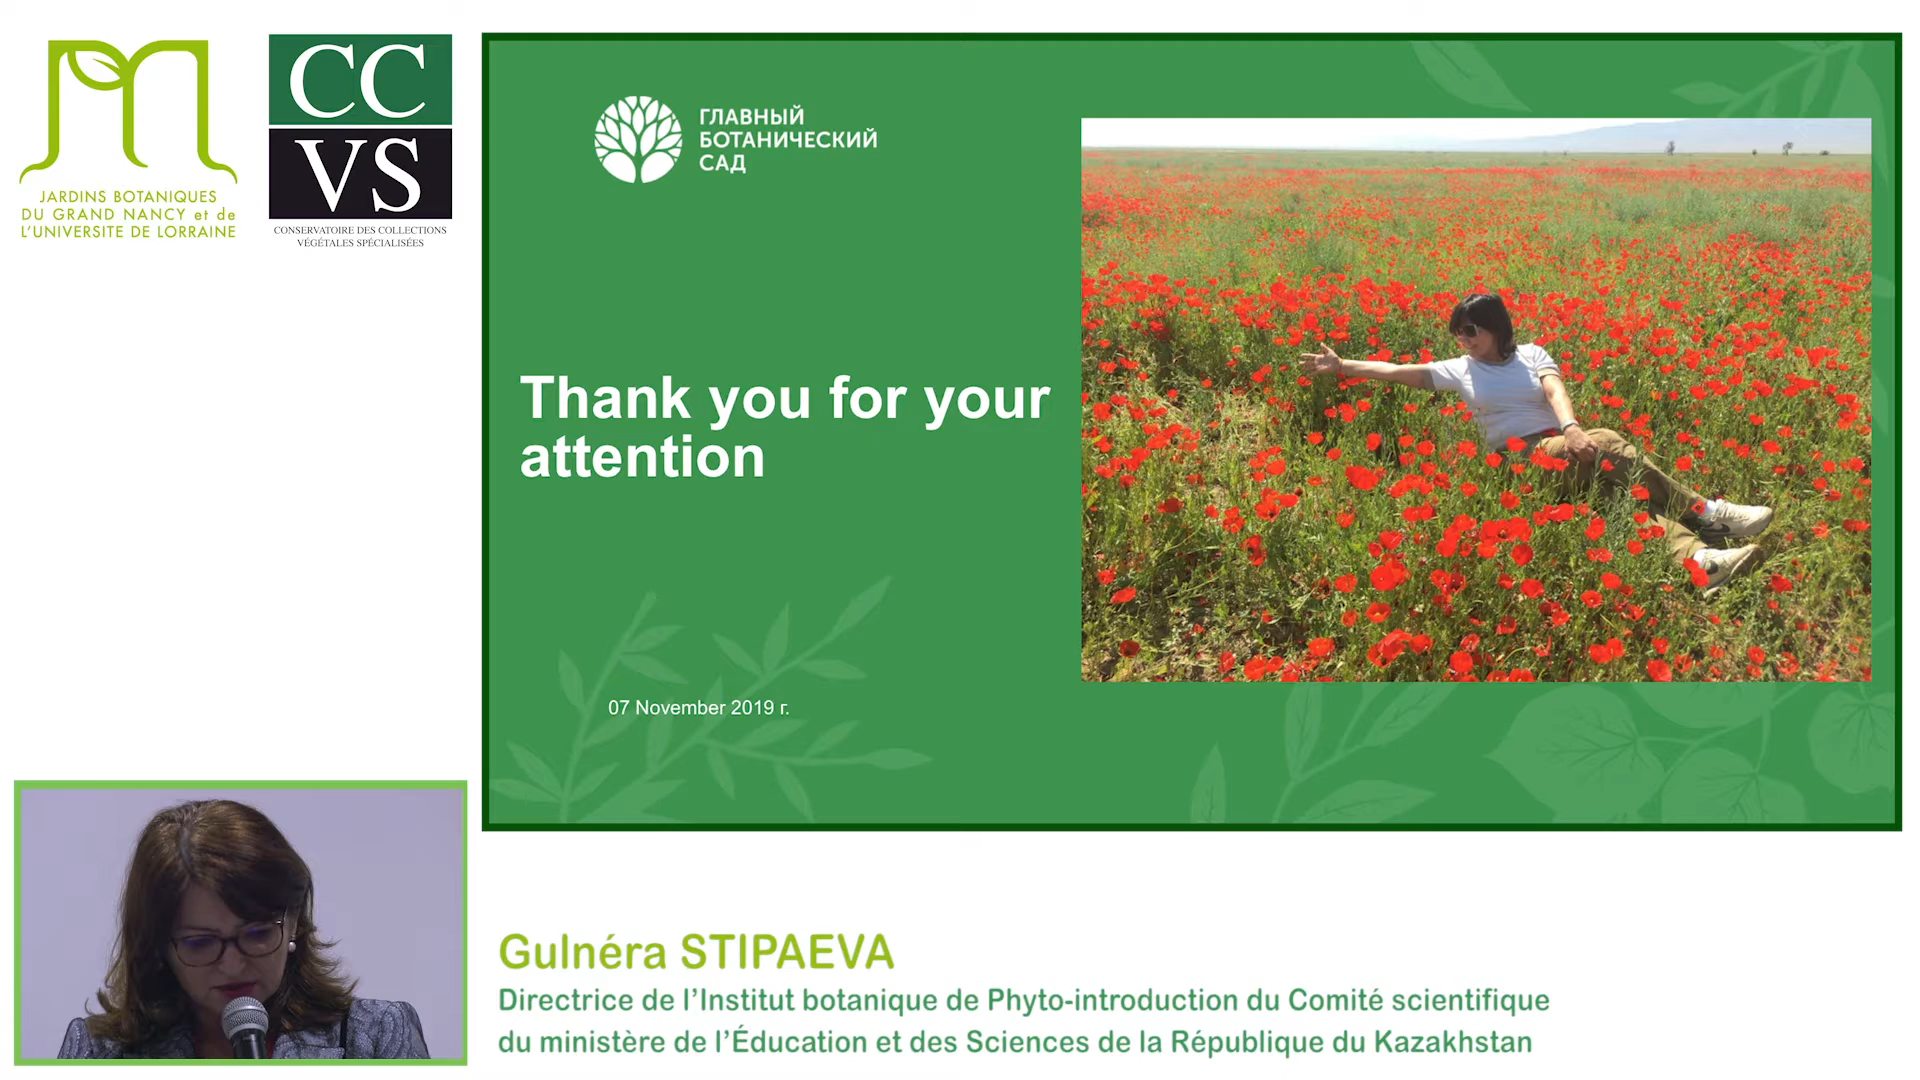 JARDINS BOTANIQUES
DU GRAND NANCY et de
L'UNIVERSITE DE LORRAINE
CC
VS
CONSERVATOIRE DES COLLECTIONS
VÉGÉTALES SPÉCIALISÉES
ГЛАВНЫЙ
БОТАНИЧЕСКИЙ
САД
Thank you for your
attention
07 November 2019 г.
Gulnéra STIPAEVA
Directrice de l’Institut botanique de Phyto-introduction du Comité scientifique
du ministère de l’Éducation et des Sciences de la République du Kazakhstan